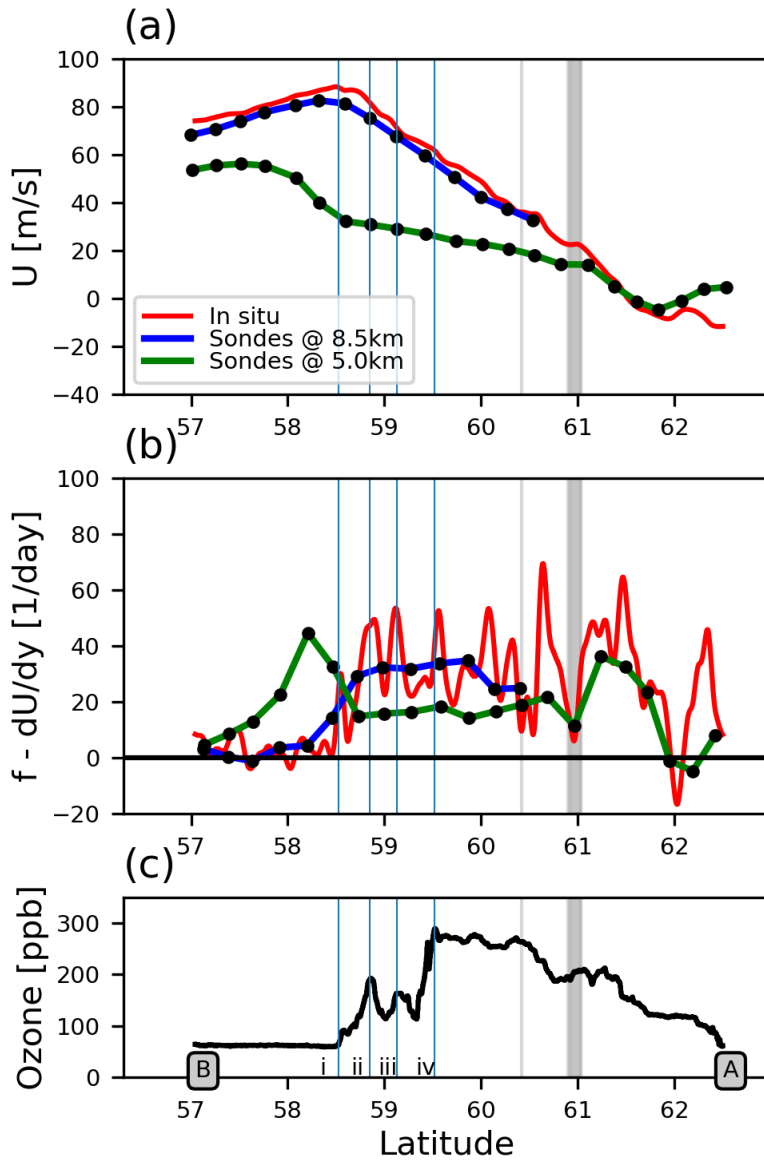 (a)
100
80
60
40
20
0
−20
−40
U [m/s]
In situ
Sondes @ 8.5km
Sondes @ 5.0km
57 58 59 60 61 62
(b)
100
80
60
40
20
0
−20
f - dU/dy [1/day]
57 58 59 60 61 62
(c)
300
200
100
0
Ozone [ppb]
B i ii iii iv A
57 58 59 60 61 62
Latitude